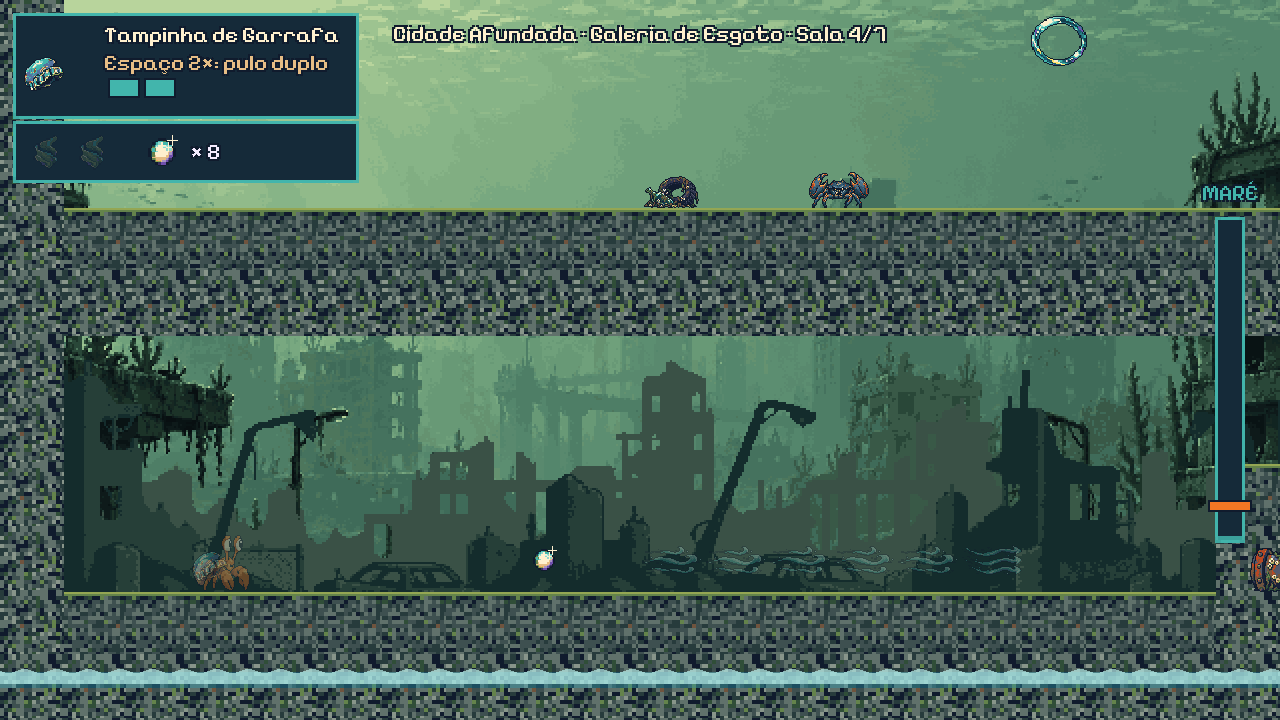 Tampinha de Garrafa
Espaço 2×: pulo duplo
× 8
Cidade Afundada · Galeria de Esgoto · Sala 4/7
MARÉ